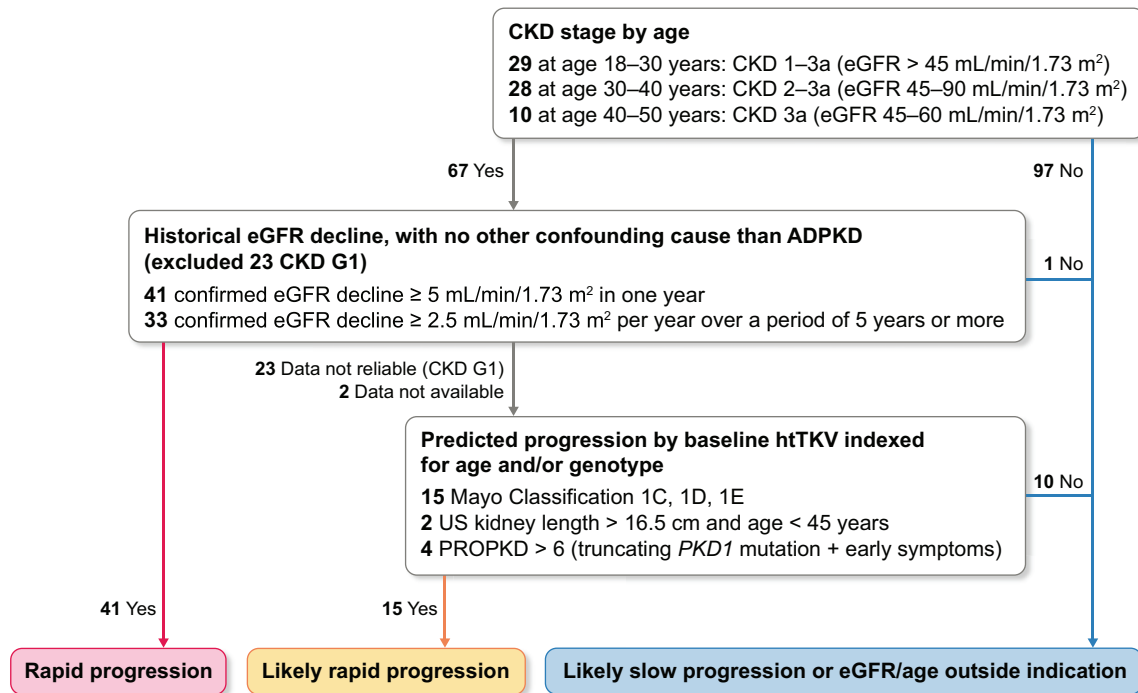 CKD stage by age
29 at age 18–30 years: CKD 1–3a (eGFR > 45 mL/min/1.73 m²)
28 at age 30–40 years: CKD 2–3a (eGFR 45–90 mL/min/1.73 m²)
10 at age 40–50 years: CKD 3a (eGFR 45–60 mL/min/1.73 m²)
67 Yes
97 No
Historical eGFR decline, with no other confounding cause than ADPKD
(excluded 23 CKD G1)
41 confirmed eGFR decline ≥ 5 mL/min/1.73 m² in one year
33 confirmed eGFR decline ≥ 2.5 mL/min/1.73 m² per year over a period of 5 years or more
1 No
23 Data not reliable (CKD G1)
2 Data not available
Predicted progression by baseline htTKV indexed
for age and/or genotype
15 Mayo Classification 1C, 1D, 1E
2 US kidney length > 16.5 cm and age < 45 years
4 PROPKD > 6 (truncating PKD1 mutation + early symptoms)
10 No
41 Yes
15 Yes
Rapid progression
Likely rapid progression
Likely slow progression or eGFR/age outside indication